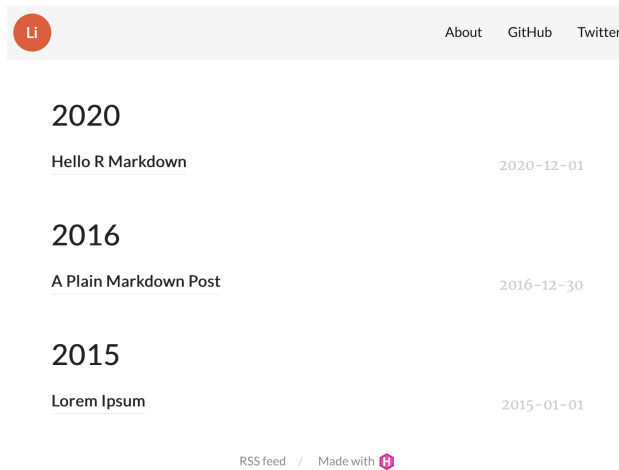 Li About GitHub Twitter
2020
Hello R Markdown 2020-12-01
2016
A Plain Markdown Post 2016-12-30
2015
Lorem Ipsum 2015-01-01
RSS feed / Made with H